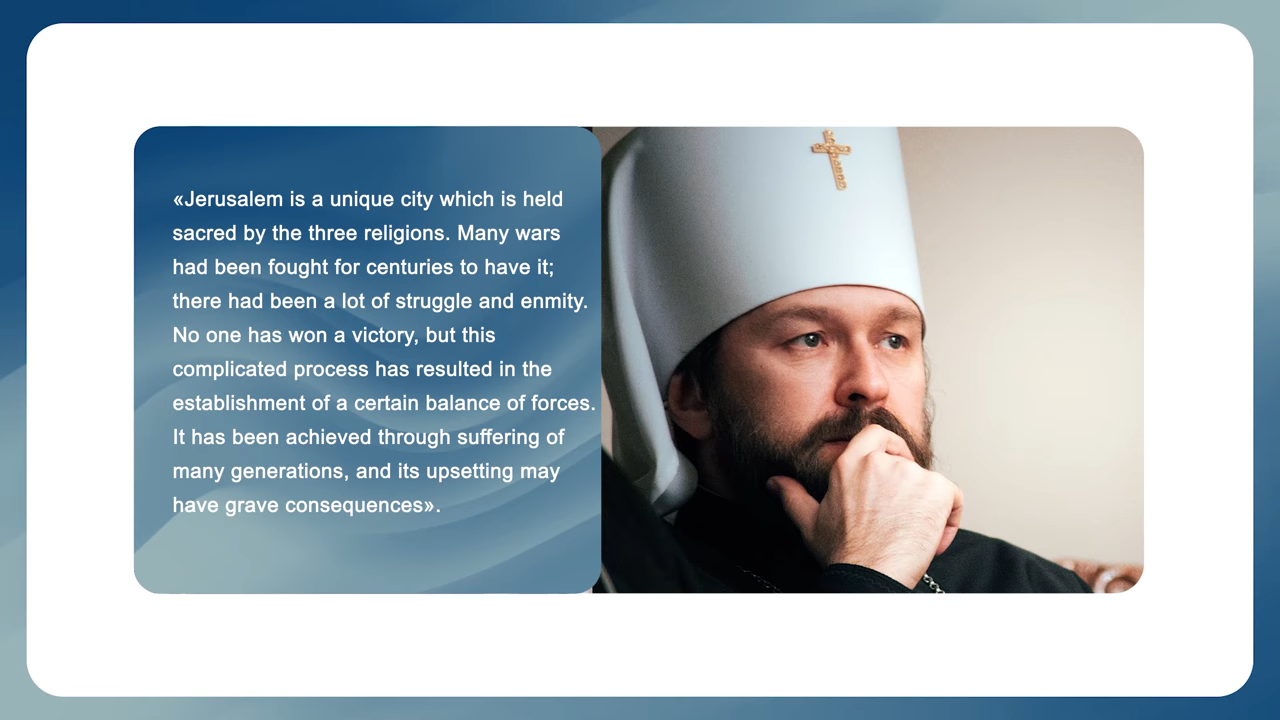 «Jerusalem is a unique city which is held
sacred by the three religions. Many wars
had been fought for centuries to have it;
there had been a lot of struggle and enmity.
No one has won a victory, but this
complicated process has resulted in the
establishment of a certain balance of forces.
It has been achieved through suffering of
many generations, and its upsetting may
have grave consequences».